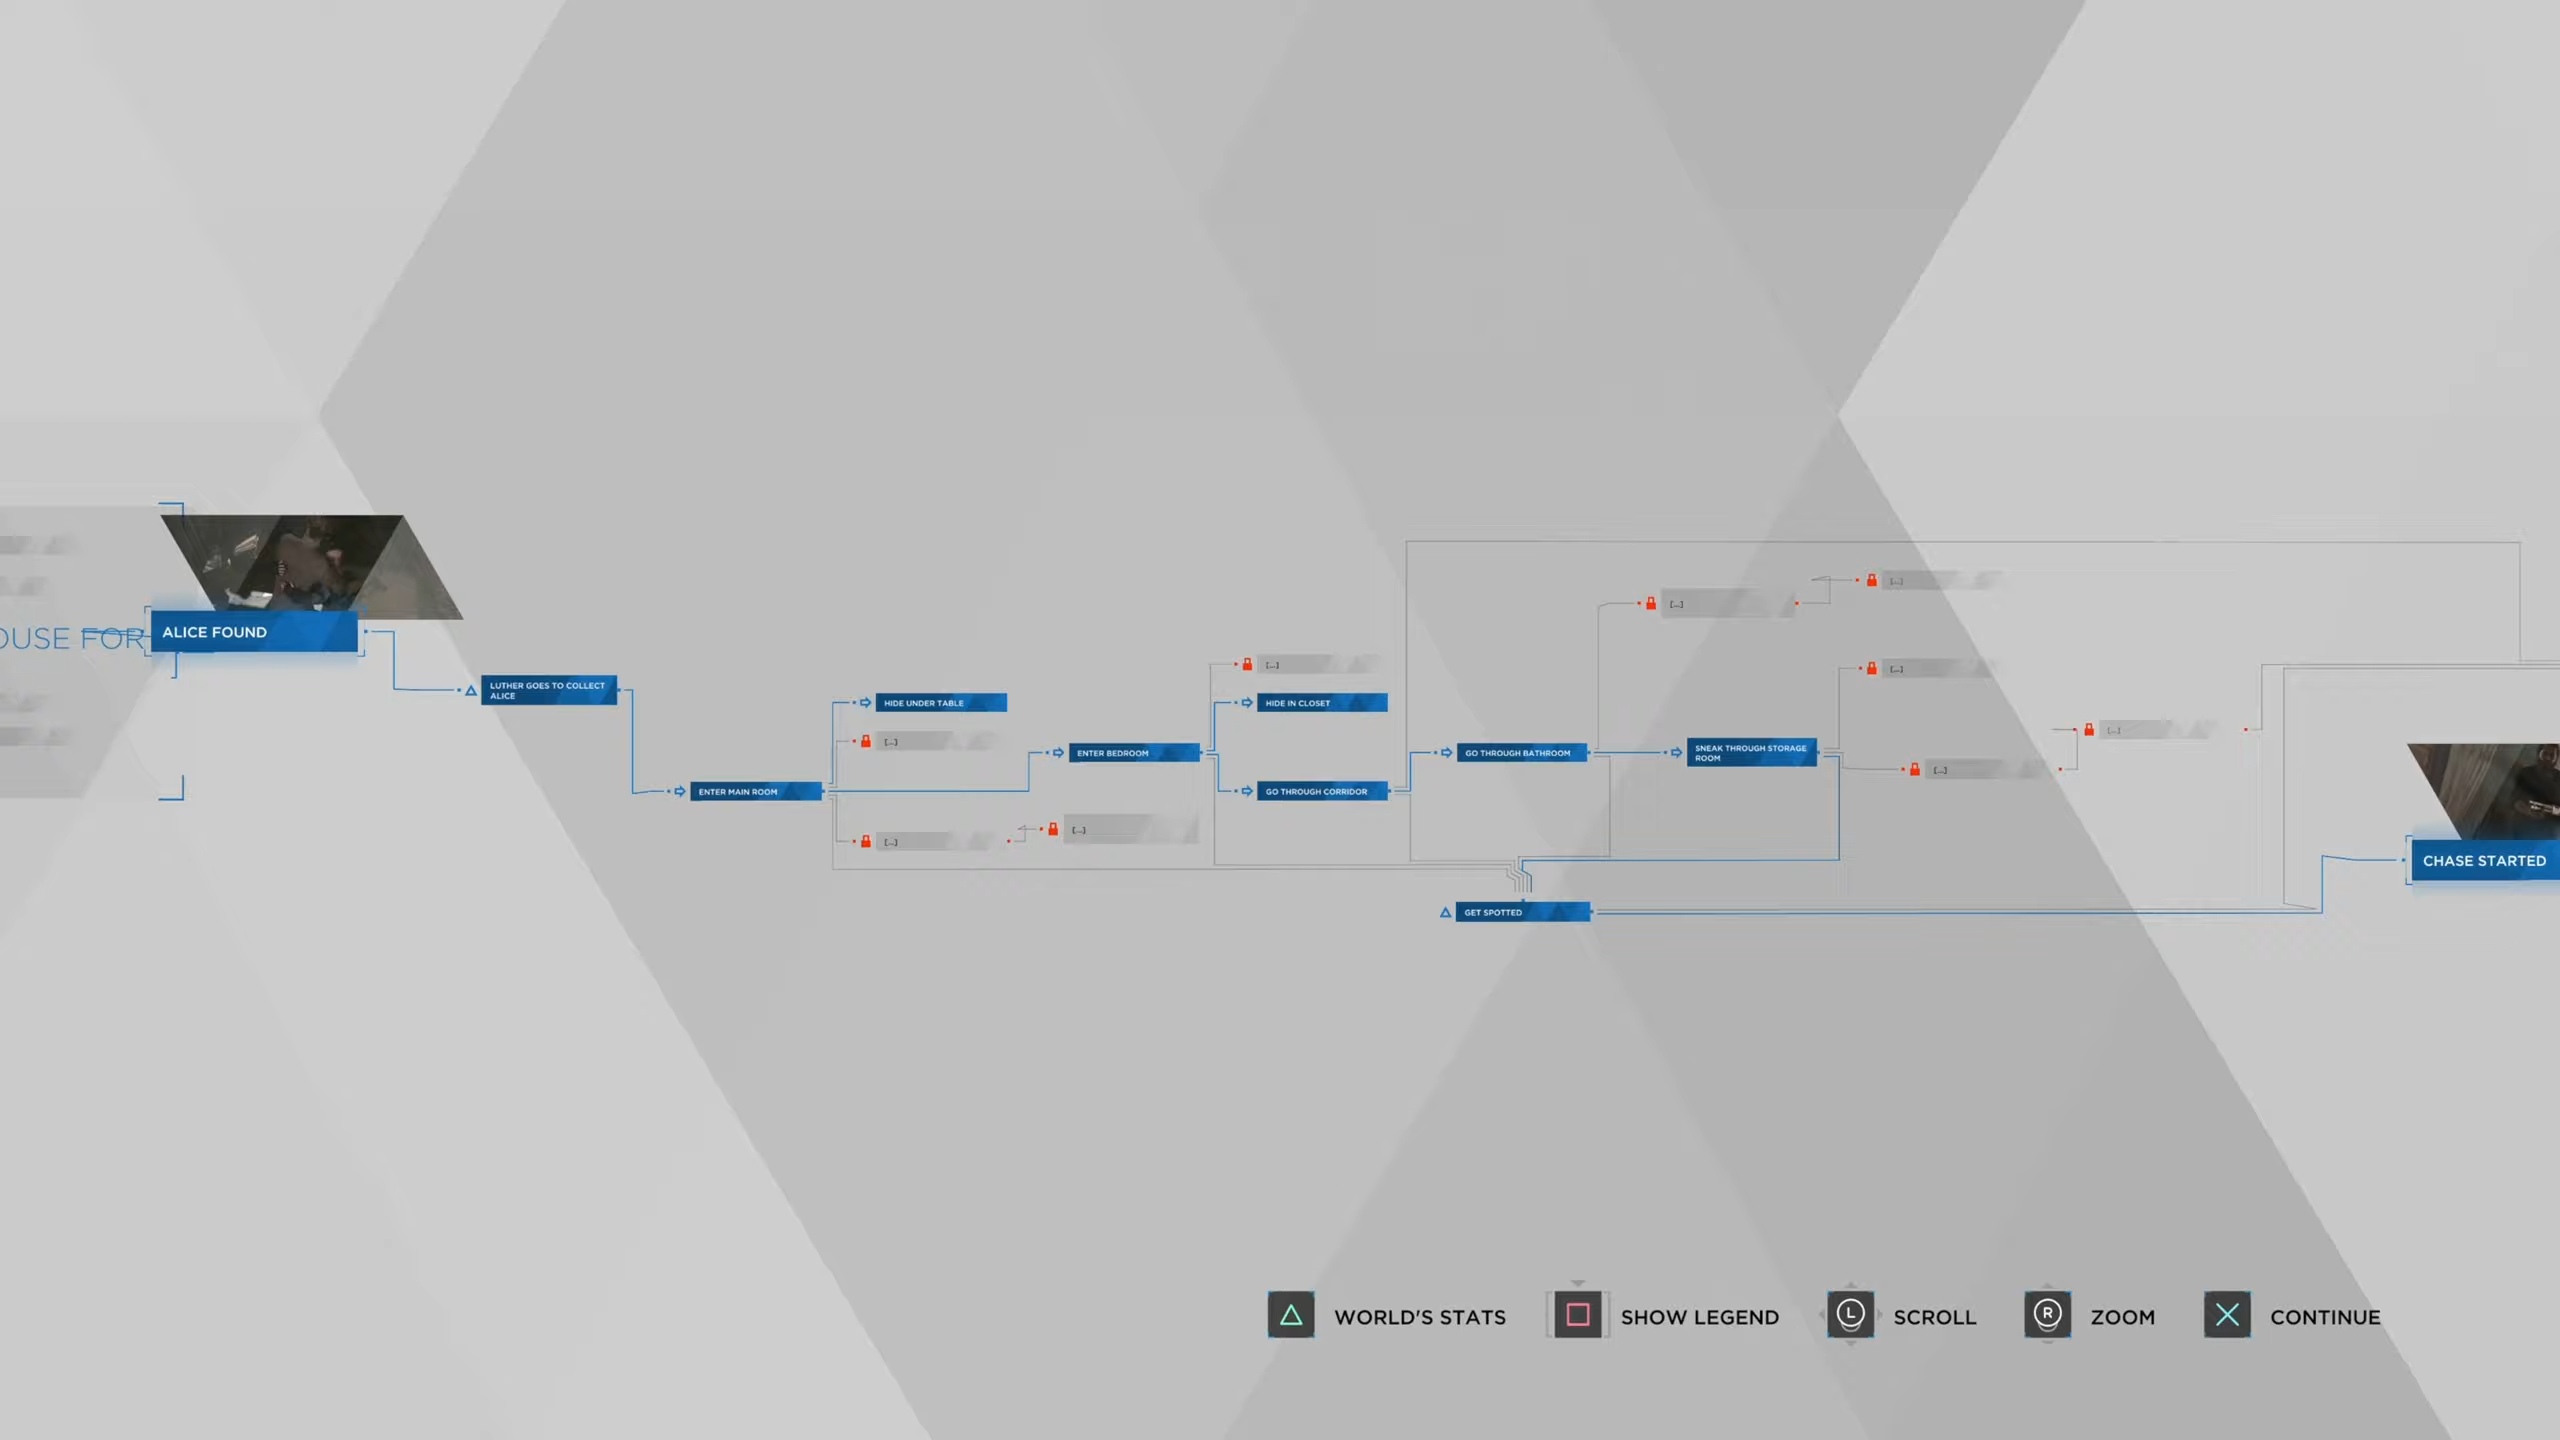 OUSE FOR
ALICE FOUND
LUTHER GOES TO COLLECT
ALICE
ENTER MAIN ROOM
HIDE UNDER TABLE
[...]
[...]
ENTER BEDROOM
[...]
[...]
HIDE IN CLOSET
GO THROUGH CORRIDOR
GO THROUGH BATHROOM
GET SPOTTED
[...]
SNEAK THROUGH STORAGE
ROOM
[...]
[...]
[...]
[...]
CHASE STARTED
WORLD'S STATS
SHOW LEGEND
L
SCROLL
R
ZOOM
CONTINUE